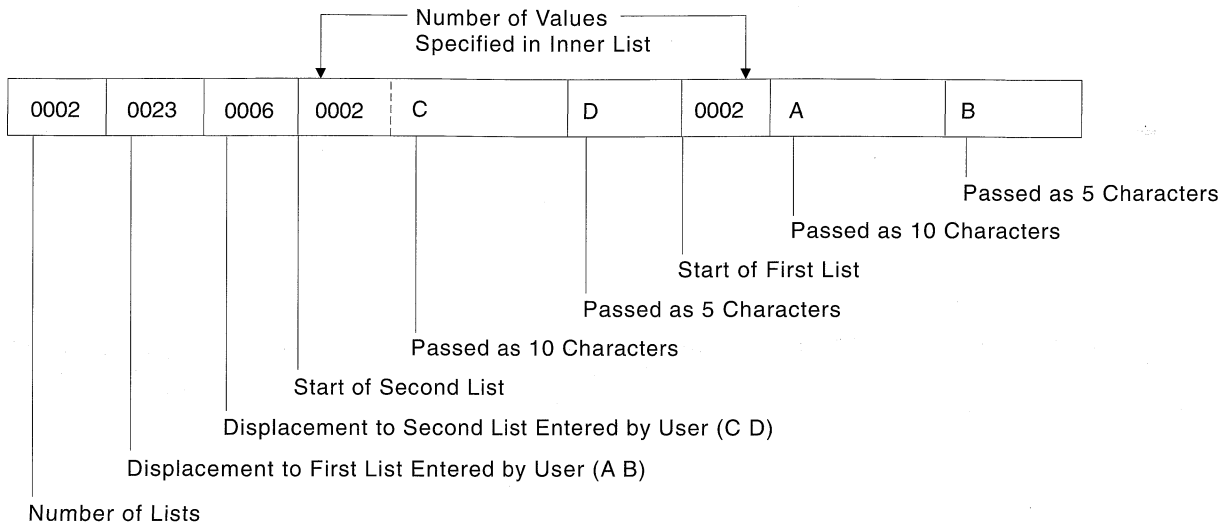 Number of Values
Specified in Inner List
0002 0023 0006 0002 C D 0002 A B
Passed as 5 Characters
Passed as 10 Characters
Start of First List
Passed as 5 Characters
Passed as 10 Characters
Start of Second List
Displacement to Second List Entered by User (C D)
Displacement to First List Entered by User (A B)
Number of Lists